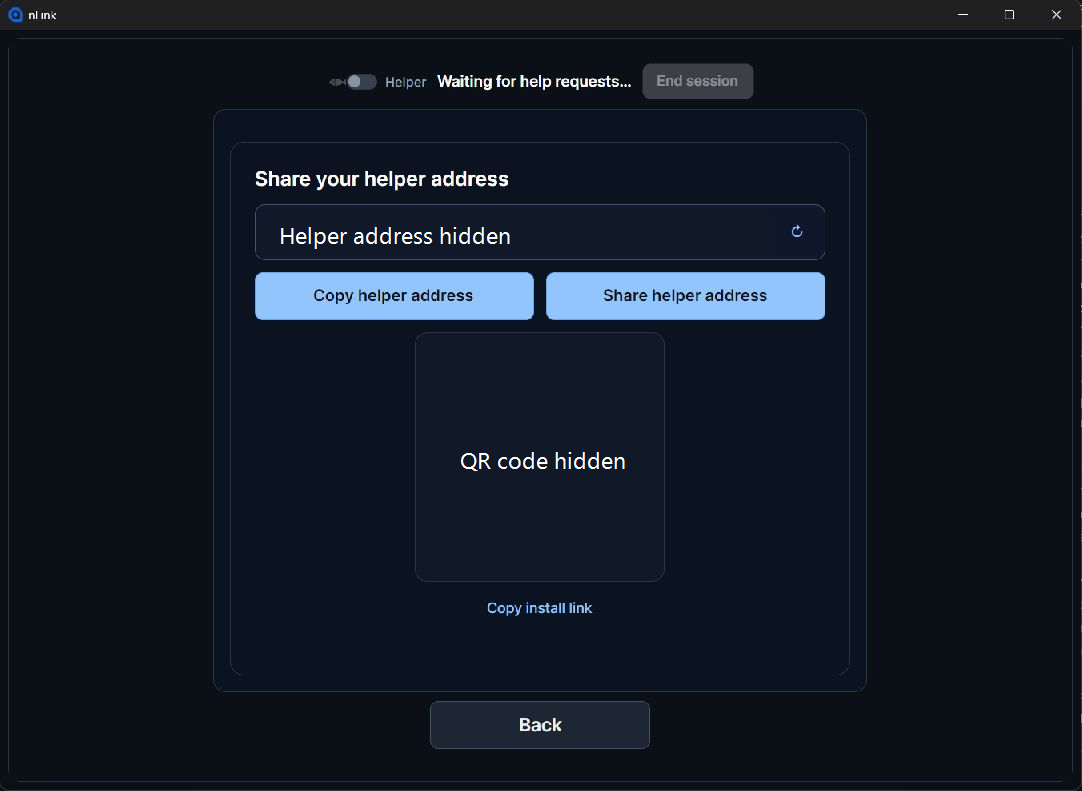 nLink
Helper Waiting for help requests... End session
Share your helper address
Helper address hidden
Copy helper address Share helper address
QR code hidden
Copy install link
Back